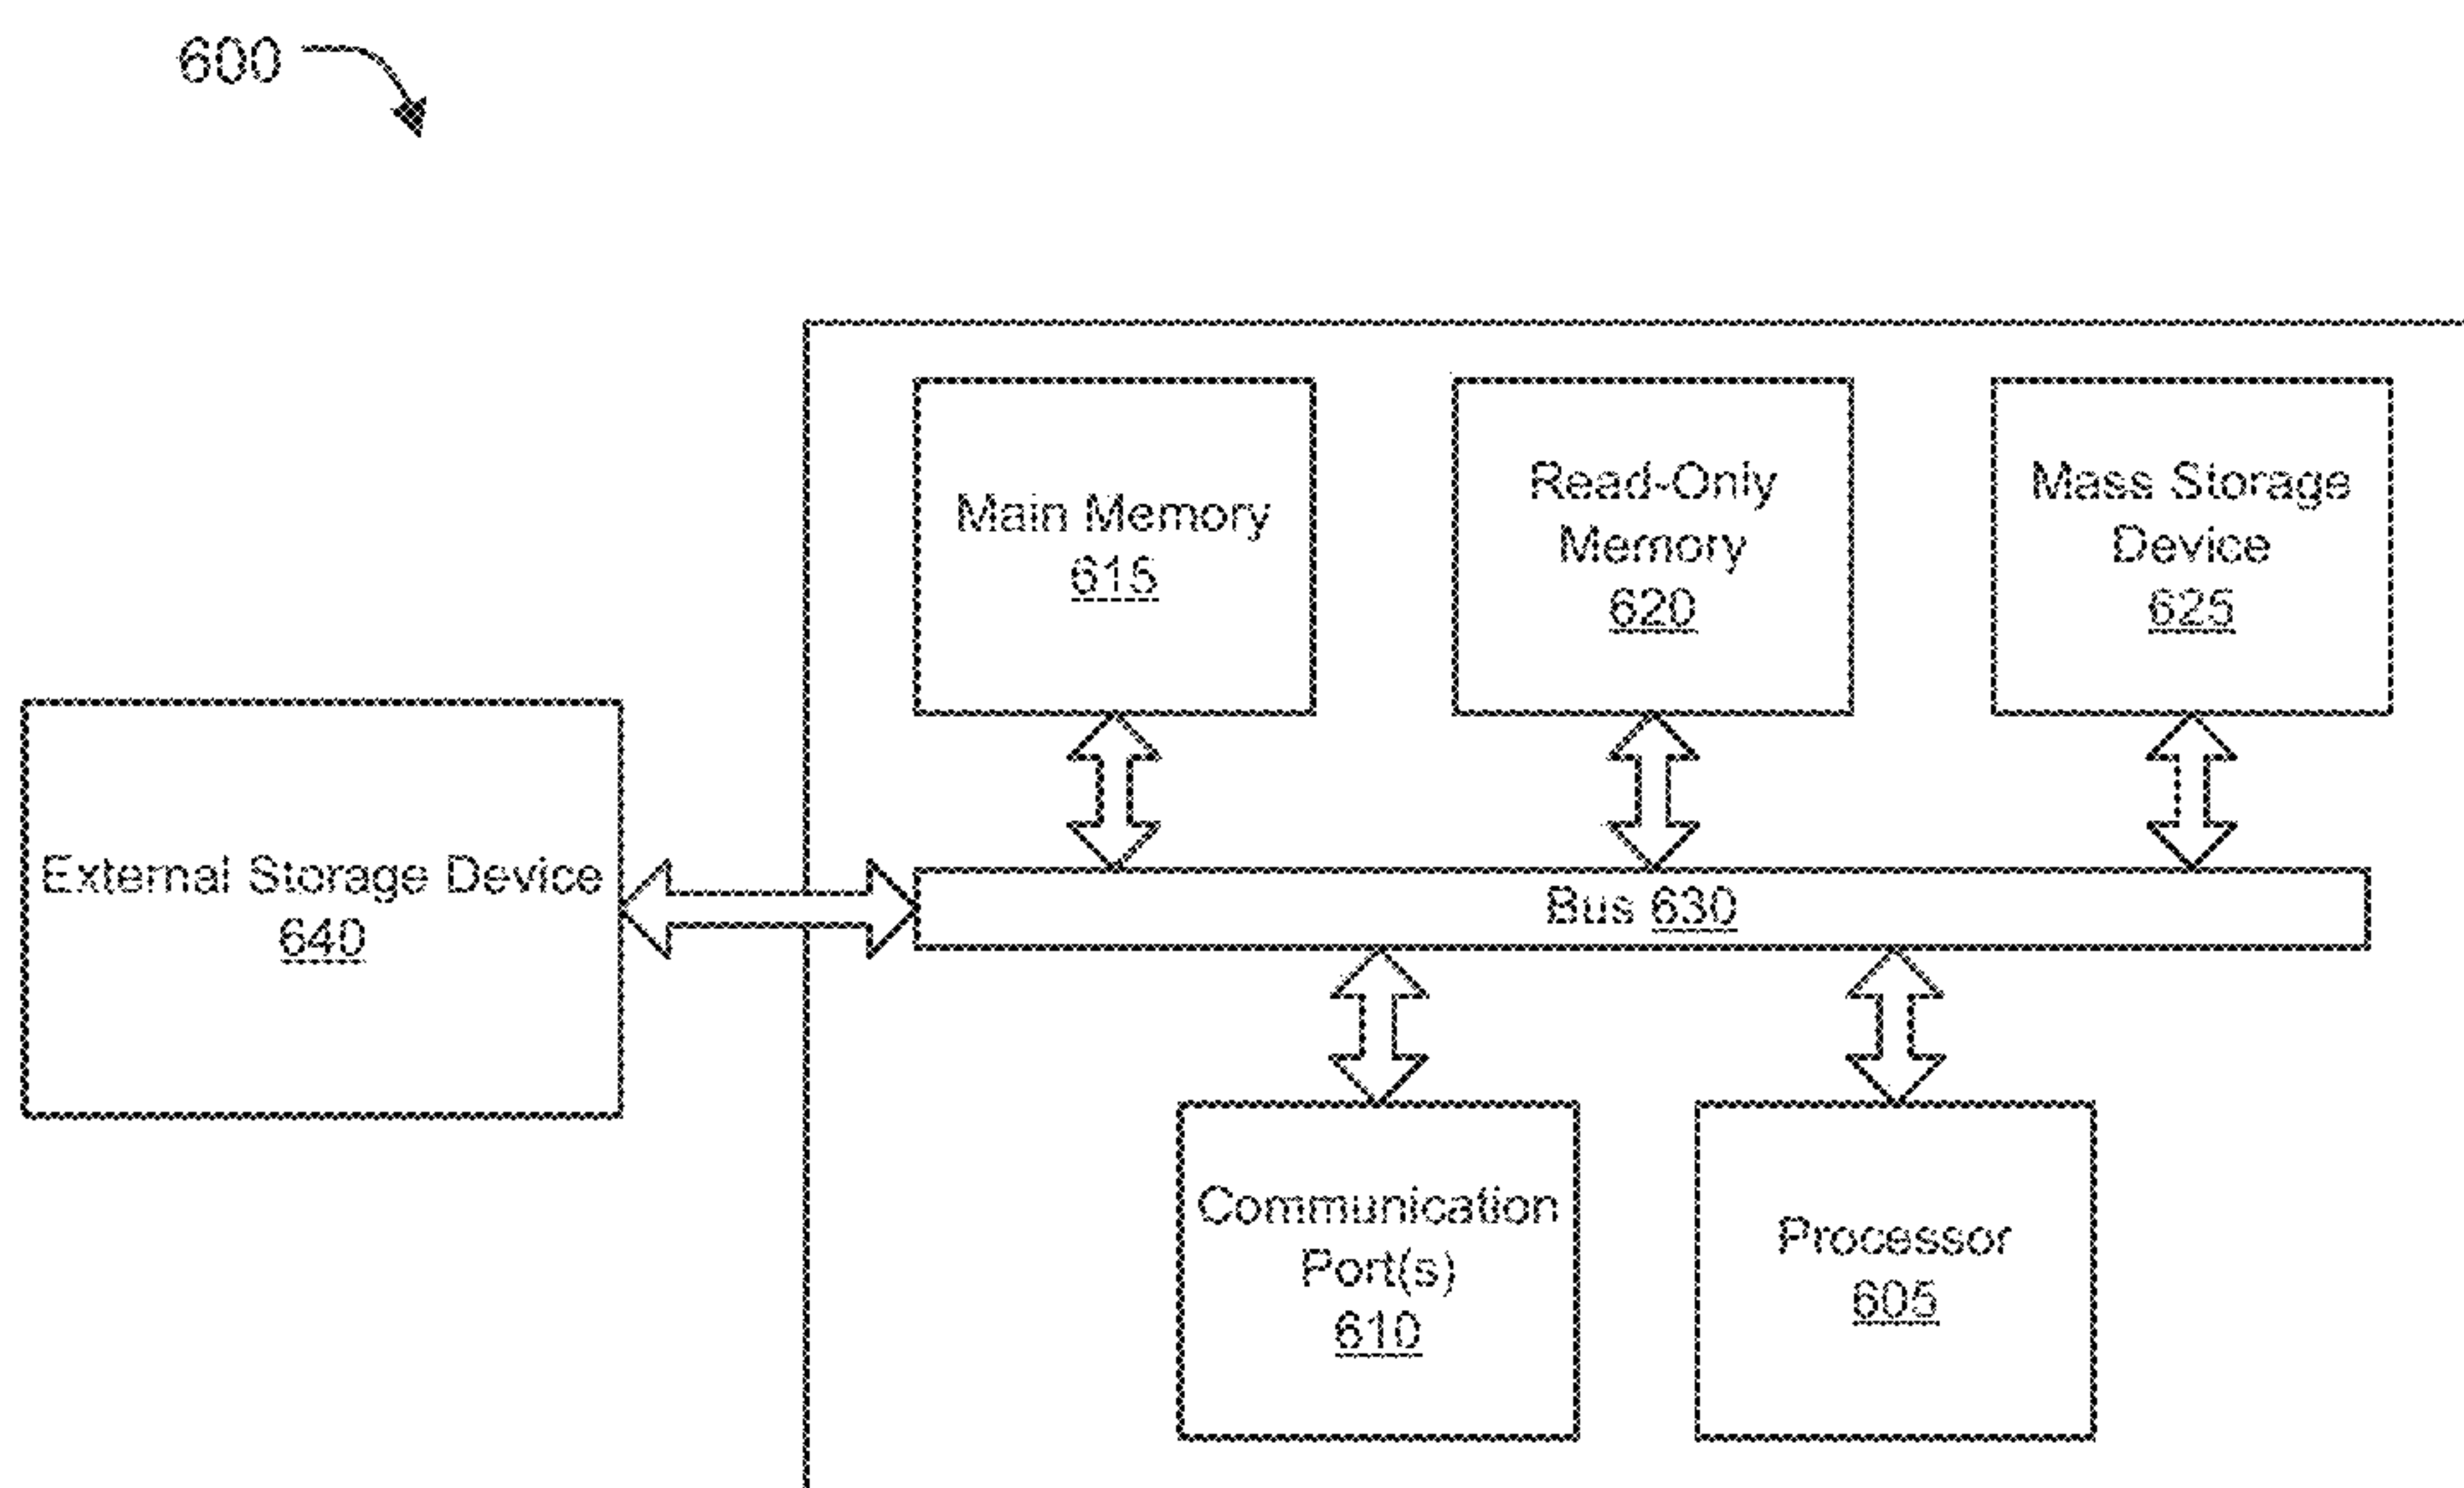 600
Main Memory
615
Read-Only
Memory
620
Mass Storage
Device
625
External Storage Device
640
Bus 630
Communication
Port(s)
610
Processor
605